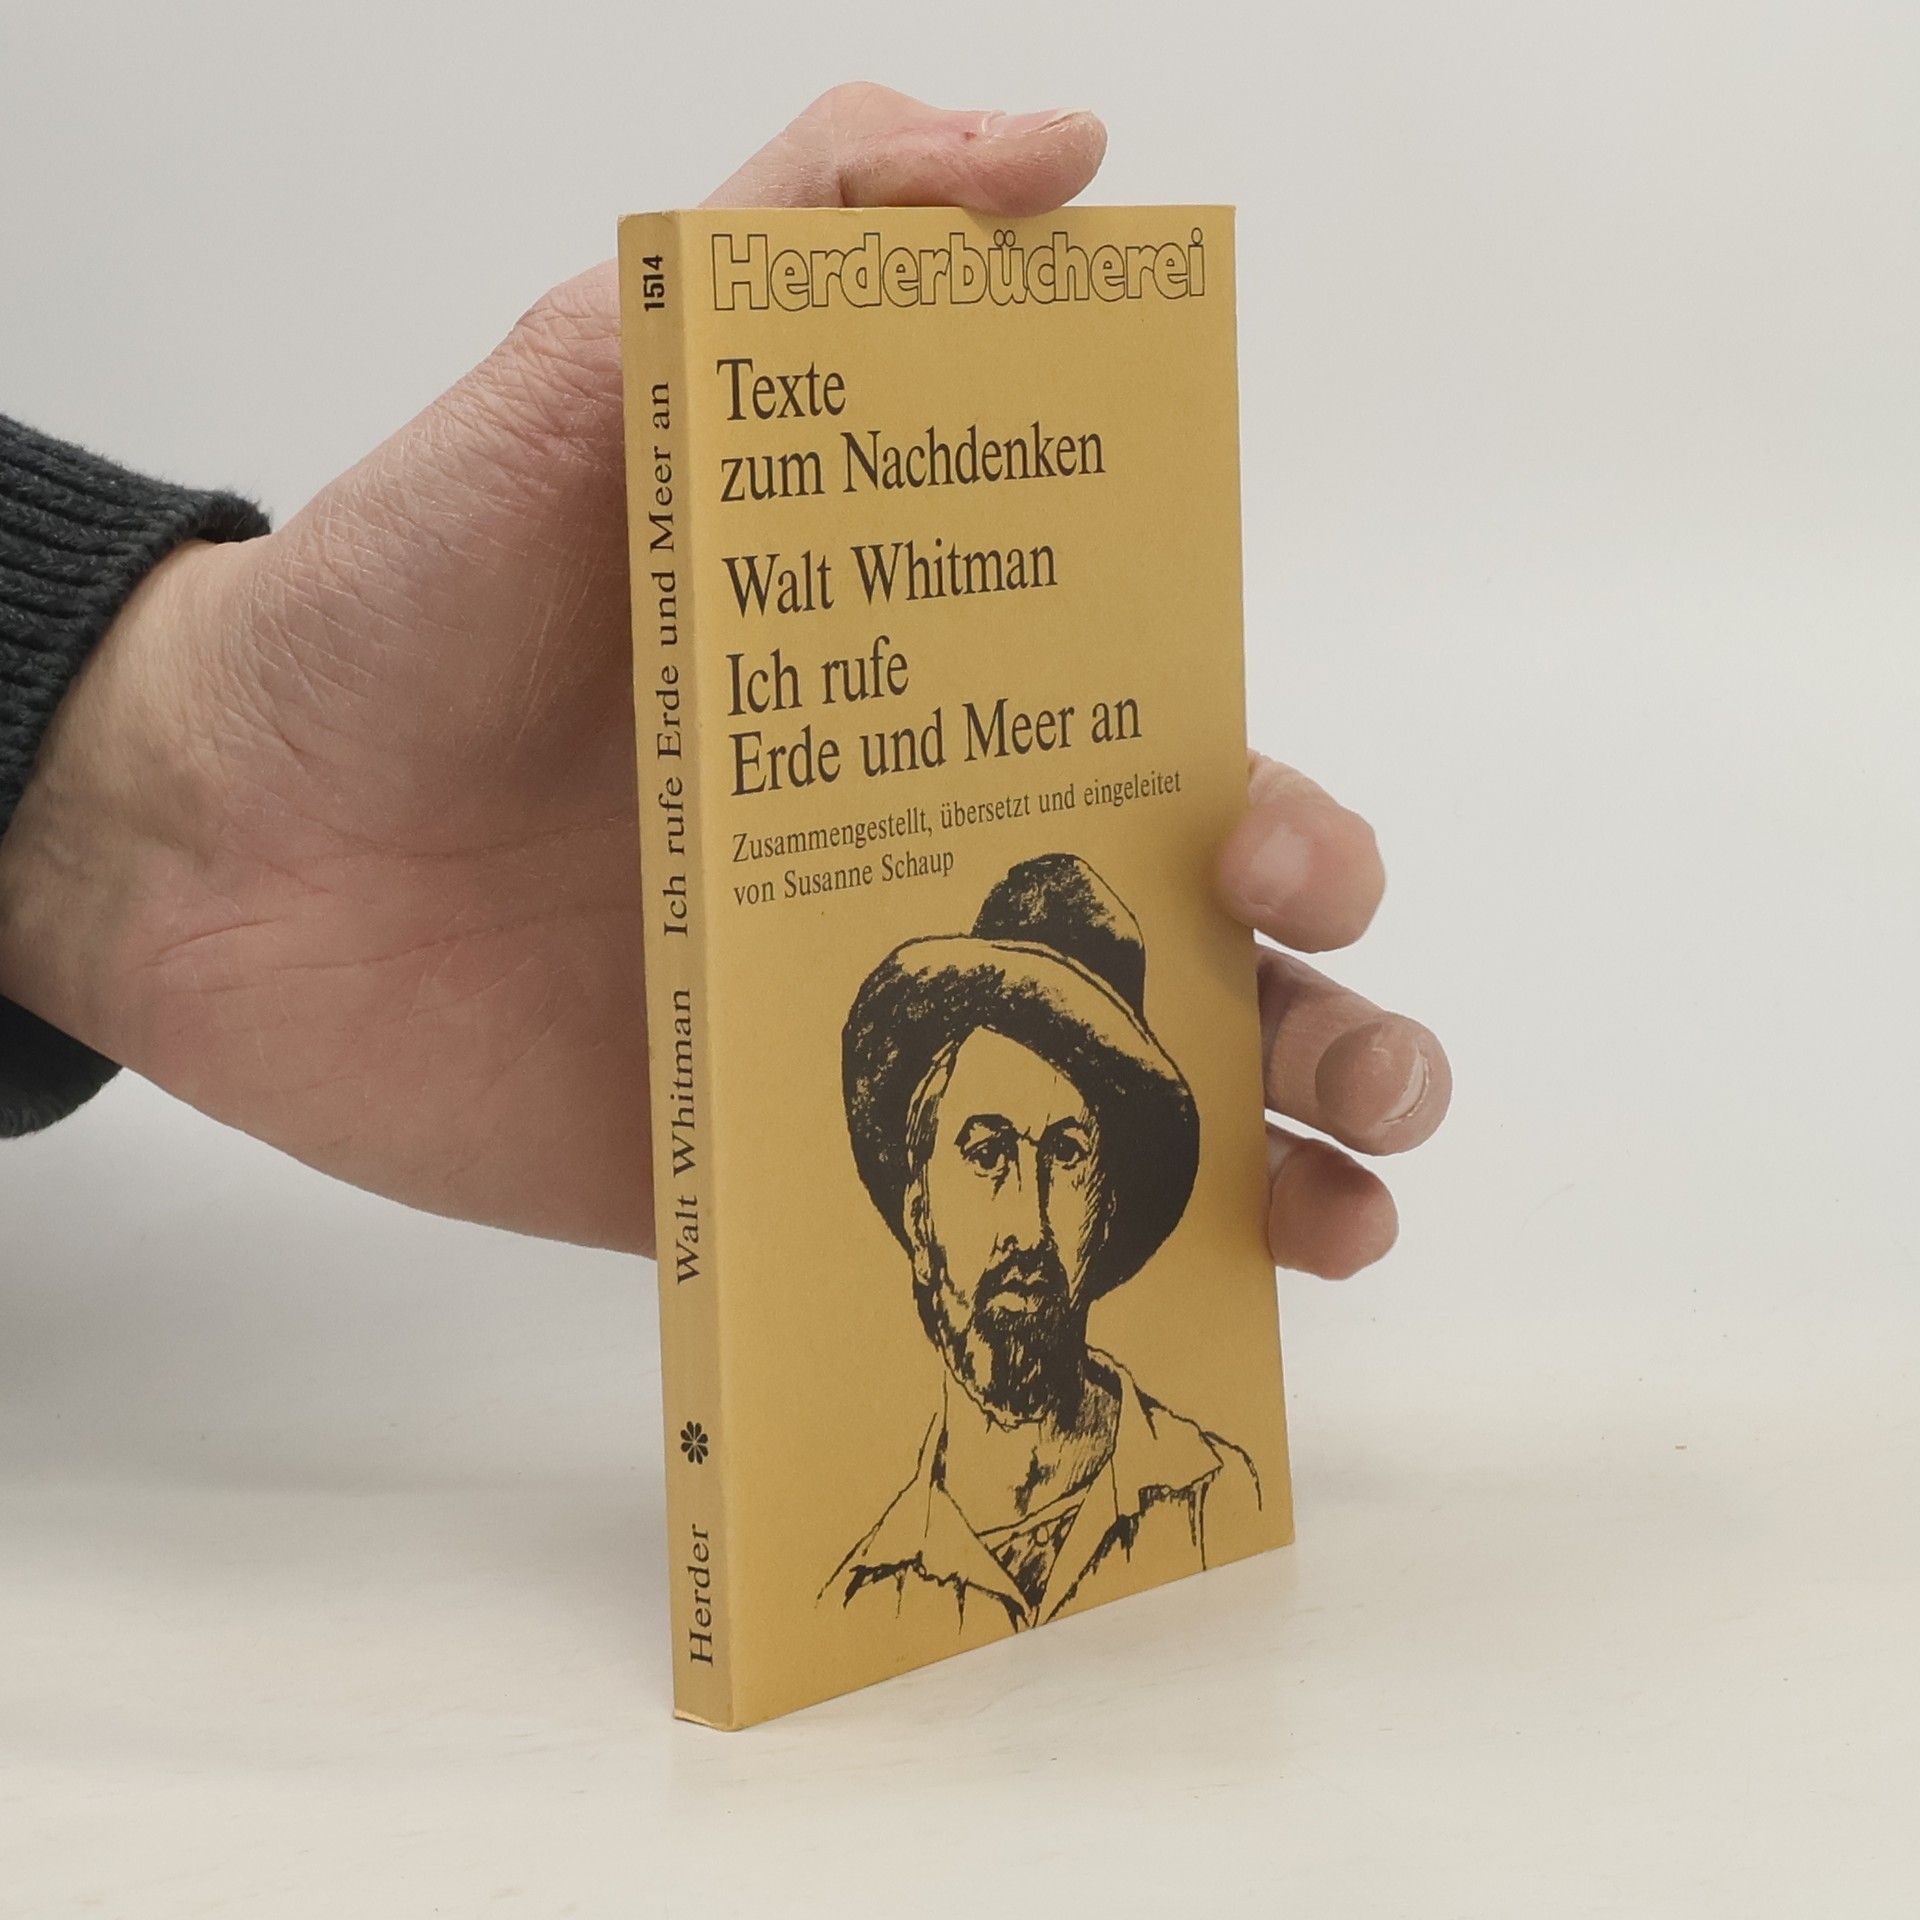 1514
Ich rufe Erde und Meer an
Walt Whitman
Herder
Herderbücherei
Texte
zum Nachdenken
Walt Whitman
Ich rufe
Erde und Meer an
Zusammengestellt, übersetzt und eingeleitet
von Susanne Schaup